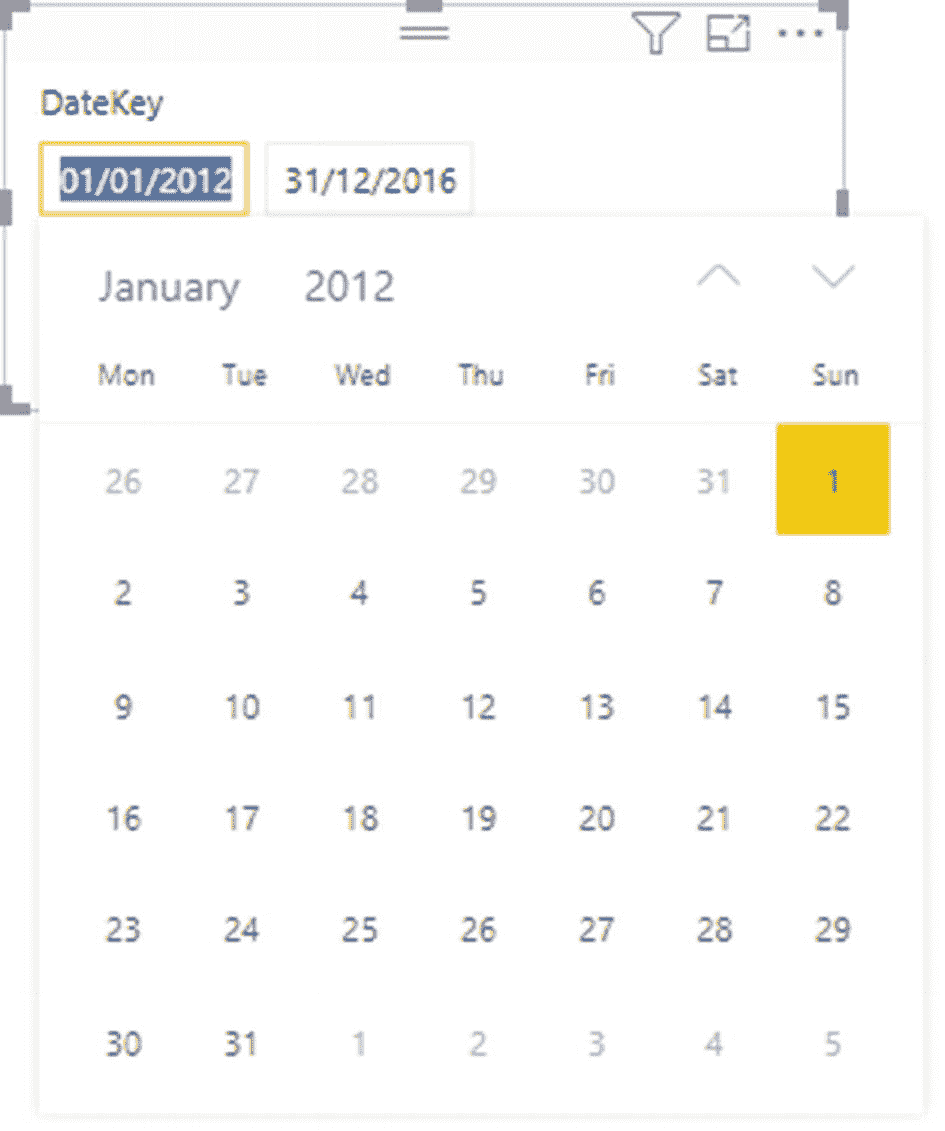 DateKey
01/01/2012 31/12/2016
January 2012
Mon Tue Wed Thu Fri Sat Sun
26 27 28 29 30 31 1
2 3 4 5 6 7 8
9 10 11 12 13 14 15
16 17 18 19 20 21 22
23 24 25 26 27 28 29
30 31 1 2 3 4 5